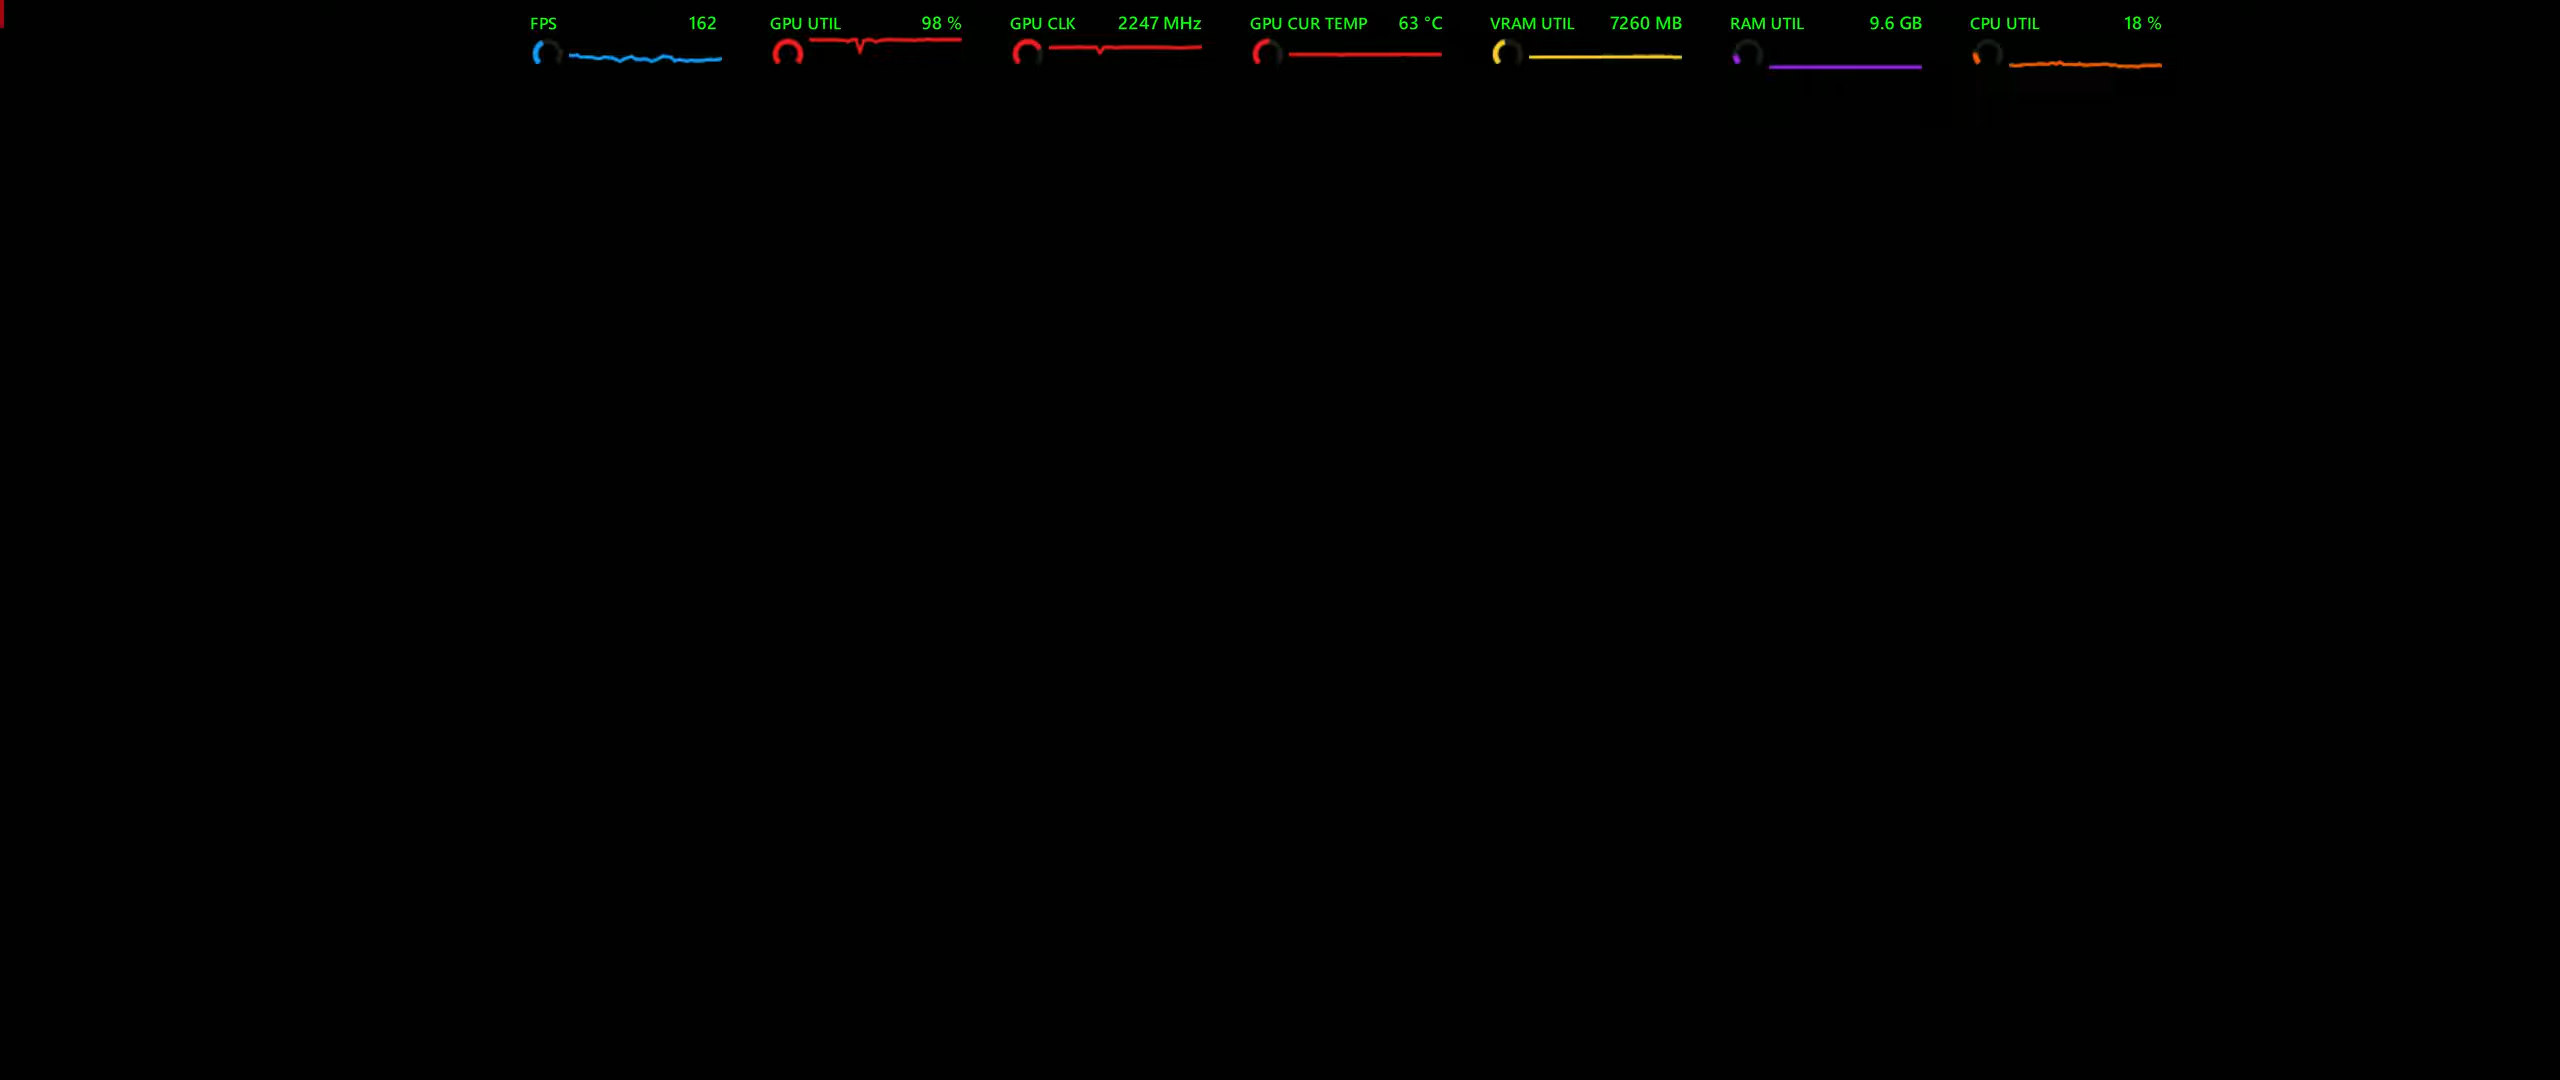 FPS 162 GPU UTIL 98 % GPU CLK 2247 MHz GPU CUR TEMP 63 °C VRAM UTIL 7260 MB RAM UTIL 9.6 GB CPU UTIL 18 %